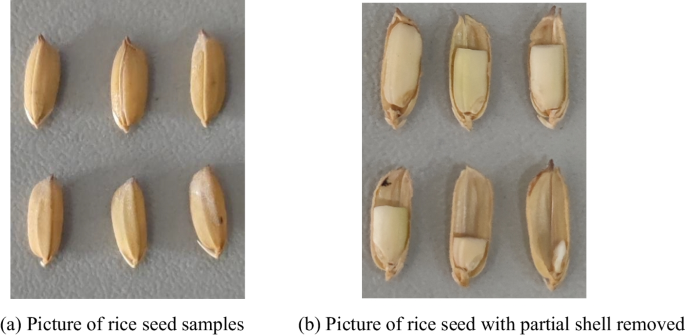 (a) Picture of rice seed samples
(b) Picture of rice seed with partial shell removed